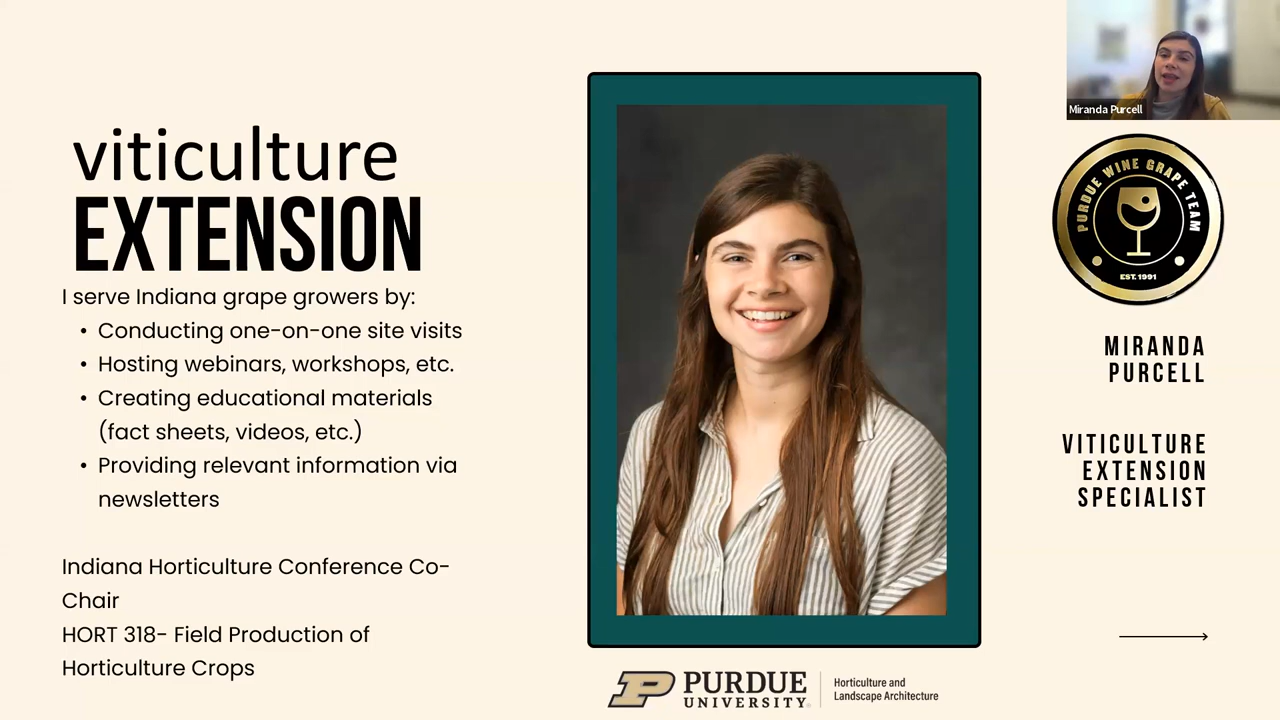 viticulture
EXTENSION
I serve Indiana grape growers by:
• Conducting one-on-one site visits
• Hosting webinars, workshops, etc.
• Creating educational materials
(fact sheets, videos, etc.)
• Providing relevant information via
newsletters
Indiana Horticulture Conference Co-
Chair
HORT 318- Field Production of
Horticulture Crops
PURDUE
UNIVERSITY®
Horticulture and
Landscape Architecture
Miranda Purcell
PURDUE WINE GRAPE TEAM
EST. 1991
MIRANDA
PURCELL
VITICULTURE
EXTENSION
SPECIALIST